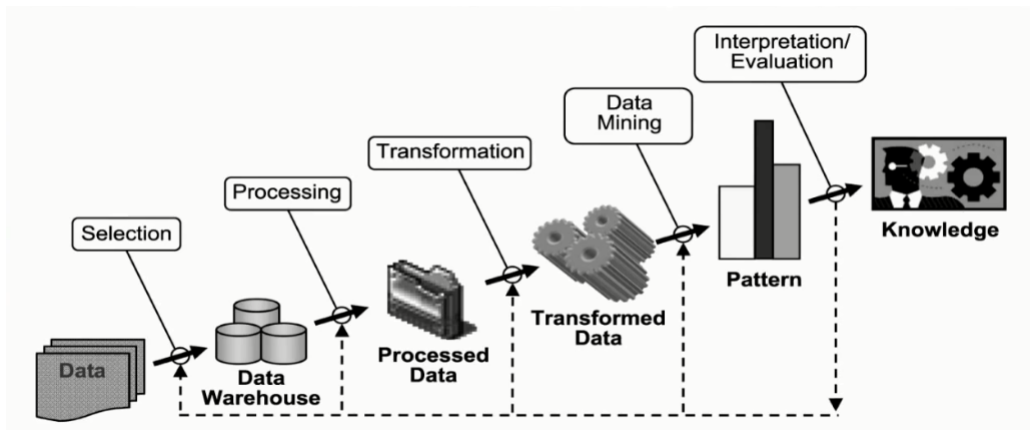 Interpretation/
Evaluation
Data
Mining
Transformation
Processing
Selection
Knowledge
Pattern
Transformed
Data
Processed
Data
Data
Warehouse
Data